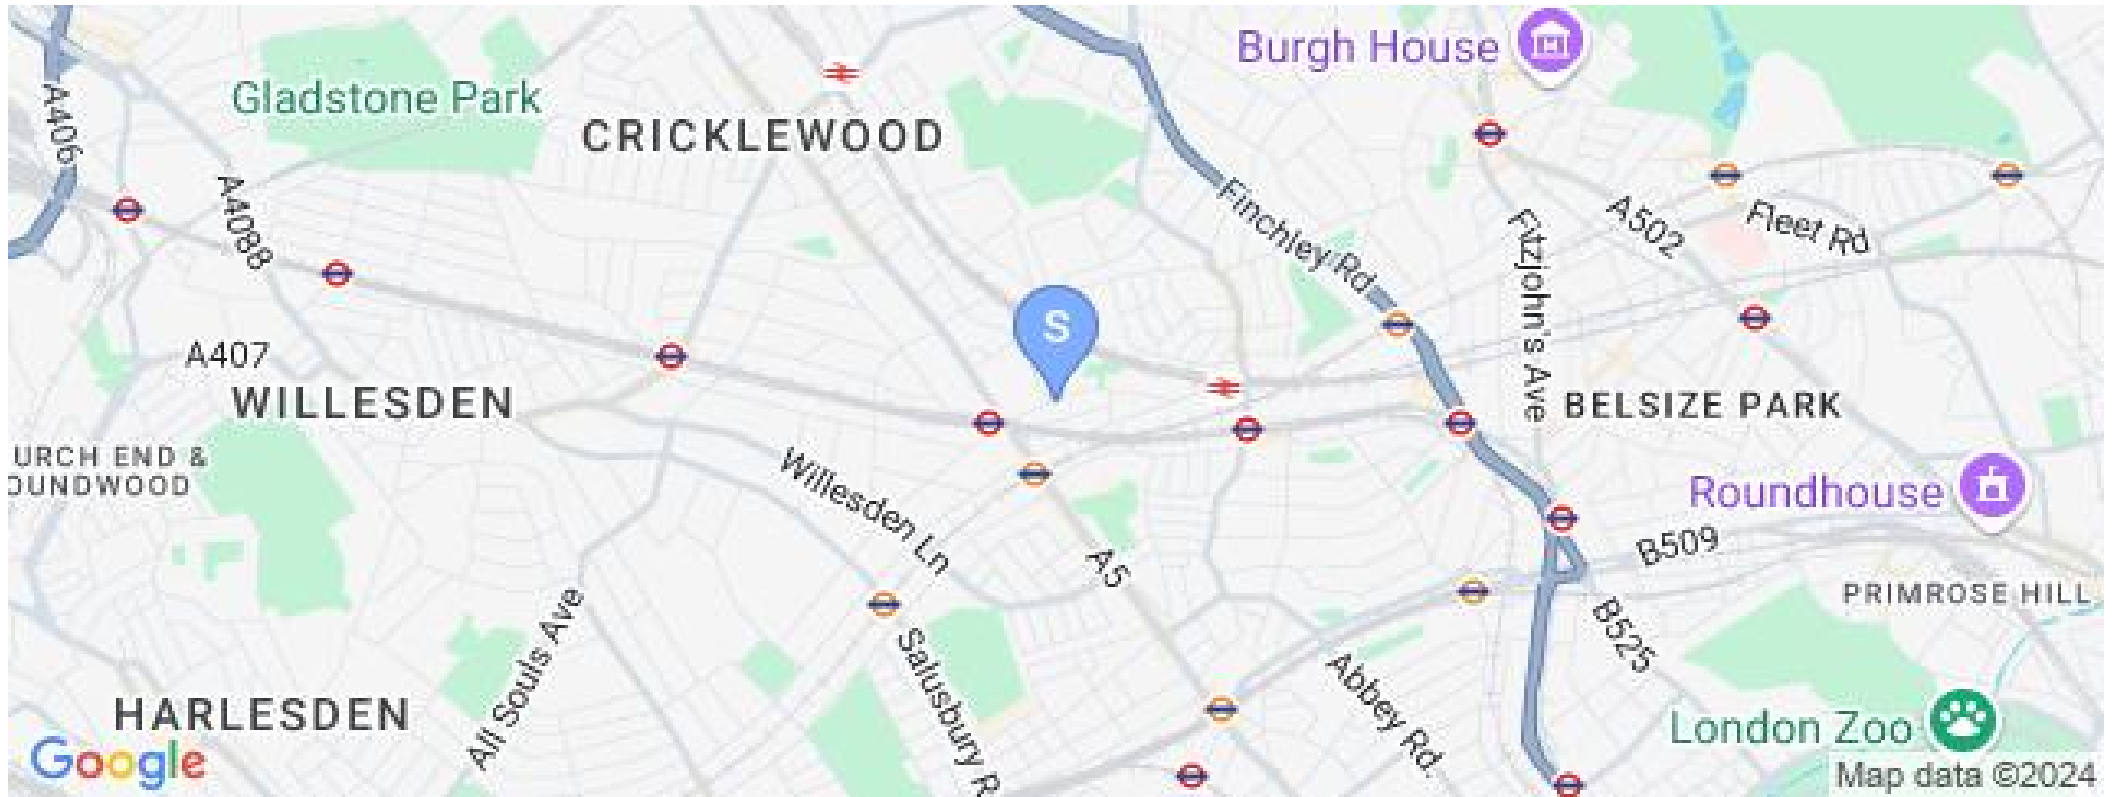 Burgh House
Gladstone Park
CRICKLEWOOD
A406
A4088
Finchley Rd
Fitzjohn's Ave
A502
Fleet Rd
S
A407
WILLESDEN
BELSIZE PARK
URCH END &
OUNDWOOD
Willesden Ln
Roundhouse
A5
B509
PRIMROSE HILL
B525
All Souls Ave
Salusbury R
Abbey Rd.
HARLESDEN
London Zoo
Google
Map data ©2024